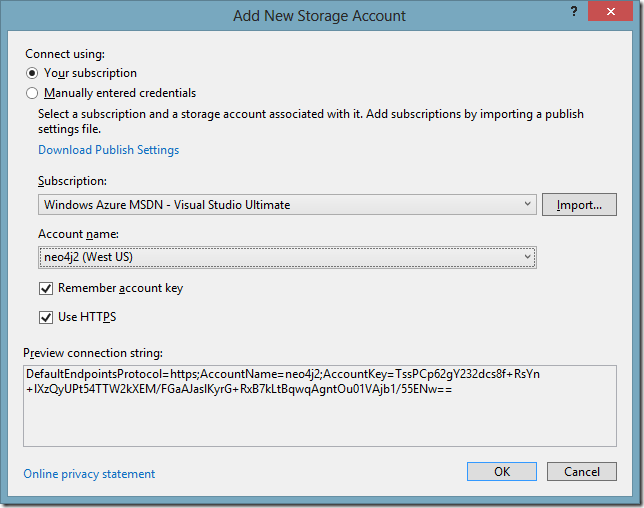 Add New Storage Account
?
Connect using:
Your subscription
Manually entered credentials
Select a subscription and a storage account associated with it. Add subscriptions by importing a publish
settings file.
Download Publish Settings
Subscription:
Windows Azure MSDN - Visual Studio Ultimate
Import...
Account name:
neo4j2 (West US)
Remember account key
Use HTTPS
Preview connection string:
DefaultEndpointsProtocol=https;AccountName=neo4j2;AccountKey=TssPCp62gY232dcs8f+RsYn
+IXzQyUPt54TTW2kXEM/FGaAJasIKyrG+RxB7kLtBqwqAgntOu01VAjb1/55ENw==
Online privacy statement
OK
Cancel